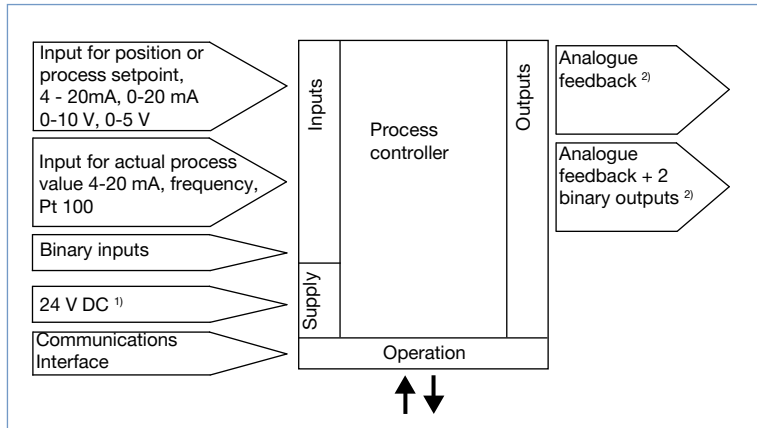 Input for position or
process setpoint,
4 - 20mA, 0-20 mA
0-10 V, 0-5 V
Input for actual process
value 4-20 mA, frequency,
Pt 100
Binary inputs
24 V DC 1)
Communications
Interface
Inputs
Supply
Process
controller
Operation
Outputs
Analogue
feedback 2)
Analogue
feedback + 2
binary outputs 2)